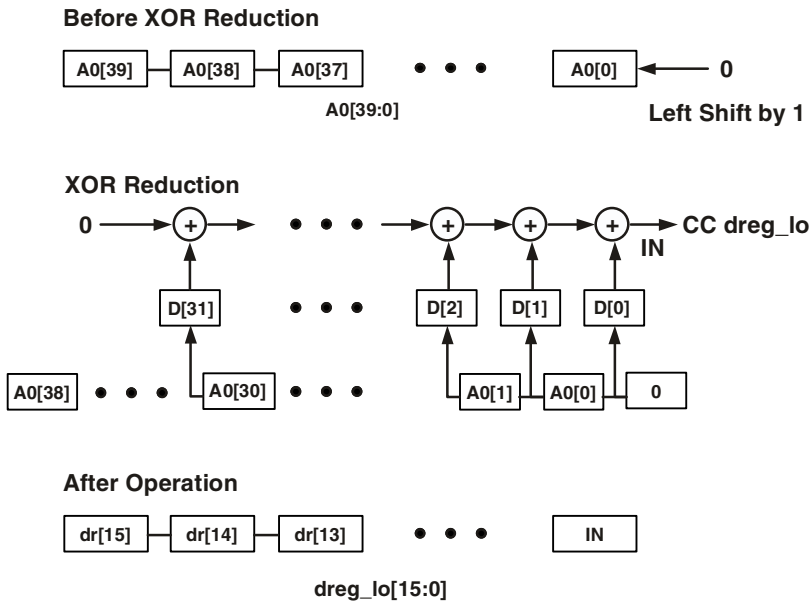 Before XOR Reduction
A0[39] A0[38] A0[37] A0[0] 0
A0[39:0]
Left Shift by 1
XOR Reduction
0 + + + + CC dreg_lo
IN
D[31] D[2] D[1] D[0]
A0[38] A0[30] A0[1] A0[0] 0
After Operation
dr[15] dr[14] dr[13] IN
dreg_lo[15:0]